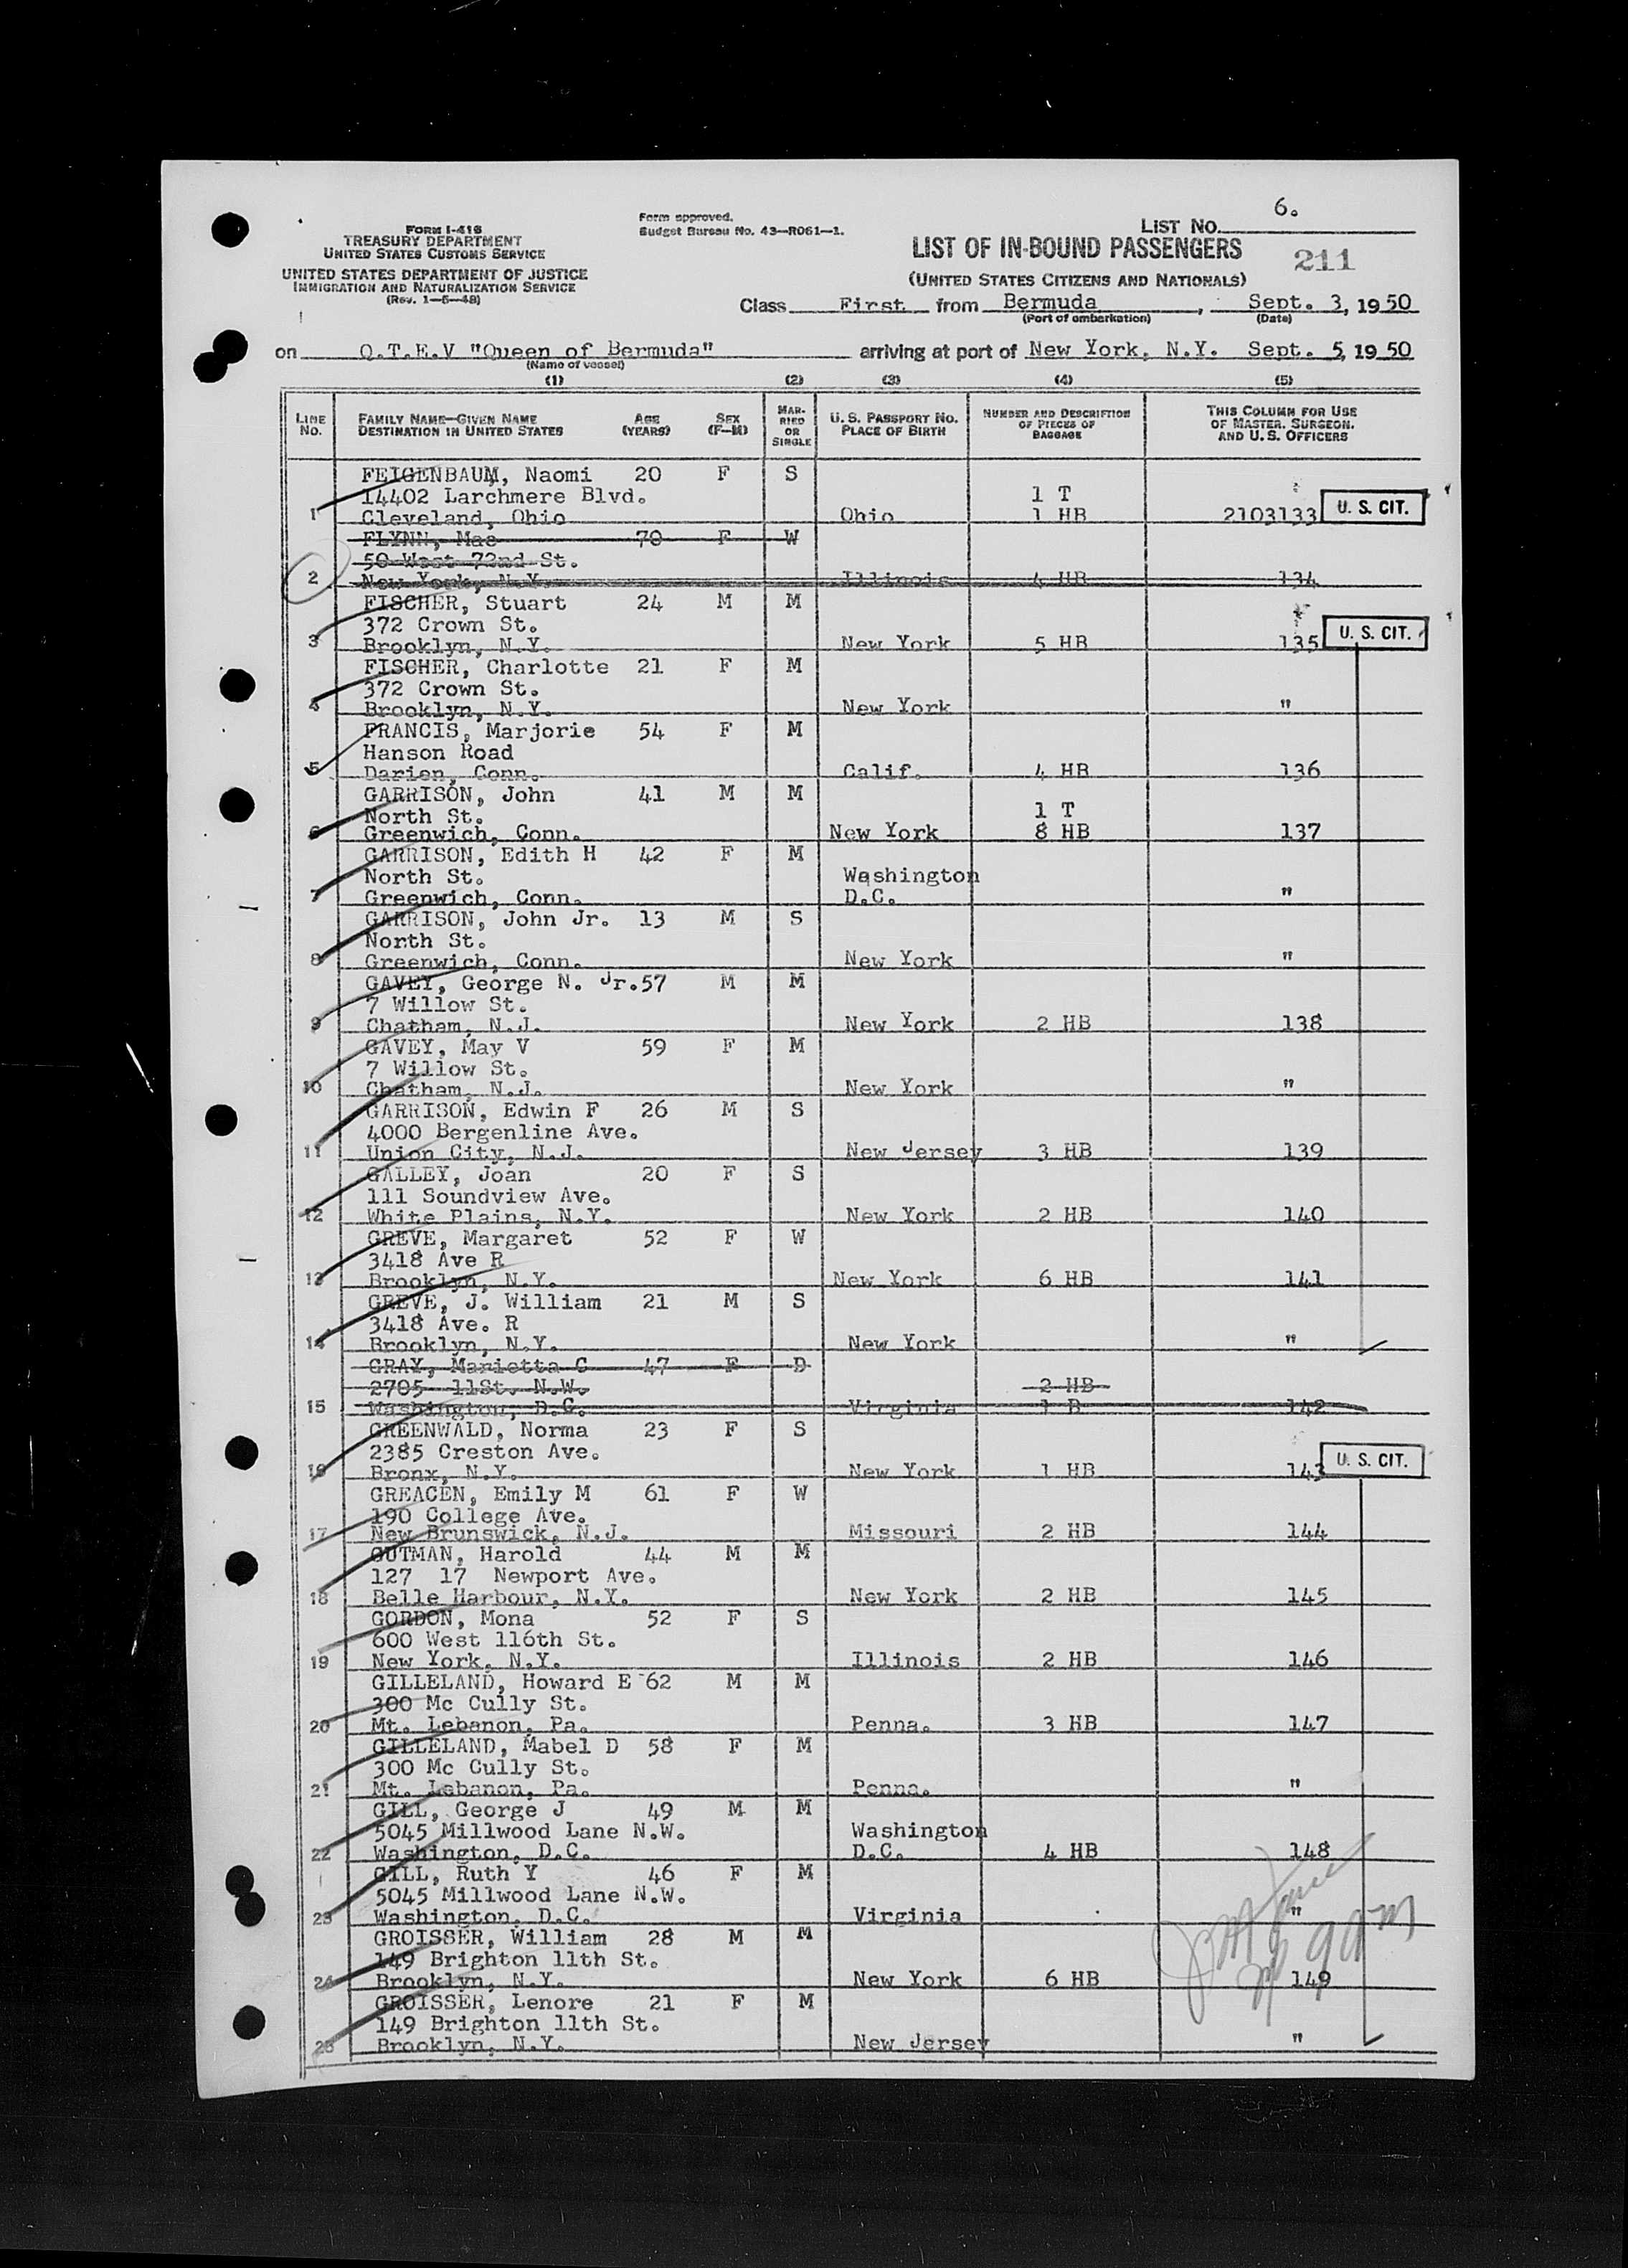 6.
FORM I-418
TREASURY DEPARTMENT
UNITED STATES CUSTOMS SERVICE
UNITED STATES DEPARTMENT OF JUSTICE
IMMIGRATION AND NATURALIZATION SERVICE
(Rev. 1-5-48)
Form approved.
Budget Bureau No. 43-R061-1.
LIST NO.
LIST OF IN-BOUND PASSENGERS
211
(UNITED STATES CITIZENS AND NATIONALS)
Class First from Bermuda, Sept. 3, 19 50
(Port of embarkation) (Date)
on Q.T.E.V "Queen of Bermuda" arriving at port of New York, N.Y. Sept. 5, 19 50
(Name of vessel)
(1) (2) (3) (4) (5)
LINE NO. FAMILY NAME—GIVEN NAME DESTINATION IN UNITED STATES AGE (YEARS) SEX (F—M) MARRIED OR SINGLE U. S. PASSPORT NO. PLACE OF BIRTH NUMBER AND DESCRIPTION OF PIECES OF BAGGAGE THIS COLUMN FOR USE OF MASTER, SURGEON, AND U. S. OFFICERS
FEIGENBAUM, Naomi 20 F S
14402 Larchmere Blvd. 1 T
1 Cleveland, Ohio Ohio 1 HB 2103133 U. S. CIT.
FLYNN, Mae 70 F W
50 West 72nd St.
2 New York, N.Y. Illinois 4 HB 134
FISCHER, Stuart 24 M M
372 Crown St.
3 Brooklyn, N.Y. New York 5 HB 135 U. S. CIT.
FISCHER, Charlotte 21 F M
372 Crown St.
4 Brooklyn, N.Y. New York "
FRANCIS, Marjorie 54 F M
Hanson Road
5 Darien, Conn. Calif. 4 HB 136
GARRISON, John 41 M M
North St. 1 T
6 Greenwich, Conn. New York 8 HB 137
GARRISON, Edith H 42 F M
North St. Washington
7 Greenwich, Conn. D.C. "
GARRISON, John Jr. 13 M S
North St.
8 Greenwich, Conn. New York "
GAVEY, George N. Jr. 57 M M
7 Willow St.
9 Chatham, N.J. New York 2 HB 138
GAVEY, May V 59 F M
7 Willow St.
10 Chatham, N.J. New York "
GARRISON, Edwin F 26 M S
4000 Bergenline Ave.
11 Union City, N.J. New Jersey 3 HB 139
GALLEY, Joan 20 F S
111 Soundview Ave.
12 White Plains, N.Y. New York 2 HB 140
GREVE, Margaret 52 F W
3418 Ave R
13 Brooklyn, N.Y. New York 6 HB 141
GREVE, J. William 21 M S
3418 Ave. R
14 Brooklyn, N.Y. New York "
GRAY, Marietta C 47 F D
2705 11St. N.W. 2 HB
15 Washington, D.C. Virginia 1 B 142
GREENWALD, Norma 23 F S
2385 Creston Ave.
16 Bronx, N.Y. New York 1 HB 143 U. S. CIT.
GREACEN, Emily M 61 F W
190 College Ave.
17 New Brunswick, N.J. Missouri 2 HB 144
GUTMAN, Harold 44 M M
127 17 Newport Ave.
18 Belle Harbour, N.Y. New York 2 HB 145
GORDON, Mona 52 F S
600 West 116th St.
19 New York, N.Y. Illinois 2 HB 146
GILLELAND, Howard E 62 M M
300 Mc Cully St.
20 Mt. Lebanon, Pa. Penna. 3 HB 147
GILLELAND, Mabel D 58 F M
300 Mc Cully St.
21 Mt. Lebanon, Pa. Penna. "
GILL, George J 49 M M
5045 Millwood Lane N.W. Washington
22 Washington, D.C. D.C. 4 HB 148
GILL, Ruth Y 46 F M
5045 Millwood Lane N.W.
23 Washington, D.C. Virginia "
GROISSER, William 28 M M
149 Brighton 11th St.
24 Brooklyn, N.Y. New York 6 HB 149
GROISSER, Lenore 21 F M
149 Brighton 11th St.
25 Brooklyn, N.Y. New Jersey "